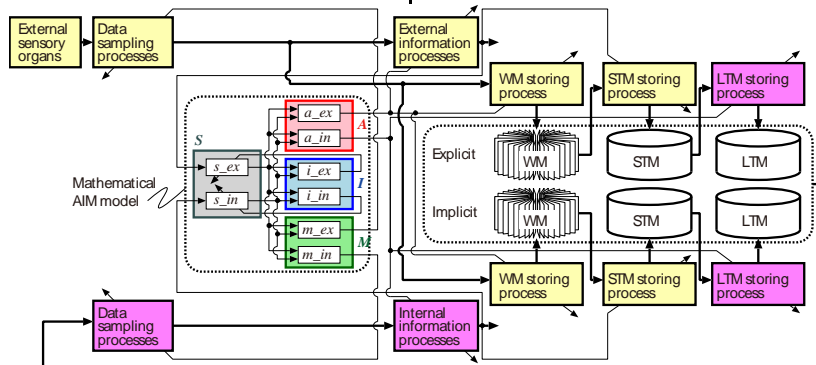 External
sensory
organs
Data
sampling
processes
External
information
processes
WM storing
process
STM storing
process
LTM storing
process
S
s_ex
s_in
a_ex
a_in
A
i_ex
i_in
I
m_ex
m_in
M
Mathematical
AIM model
Explicit
WM
STM
LTM
Implicit
WM
STM
LTM
WM storing
process
STM storing
process
LTM storing
process
Data
sampling
processes
Internal
information
processes